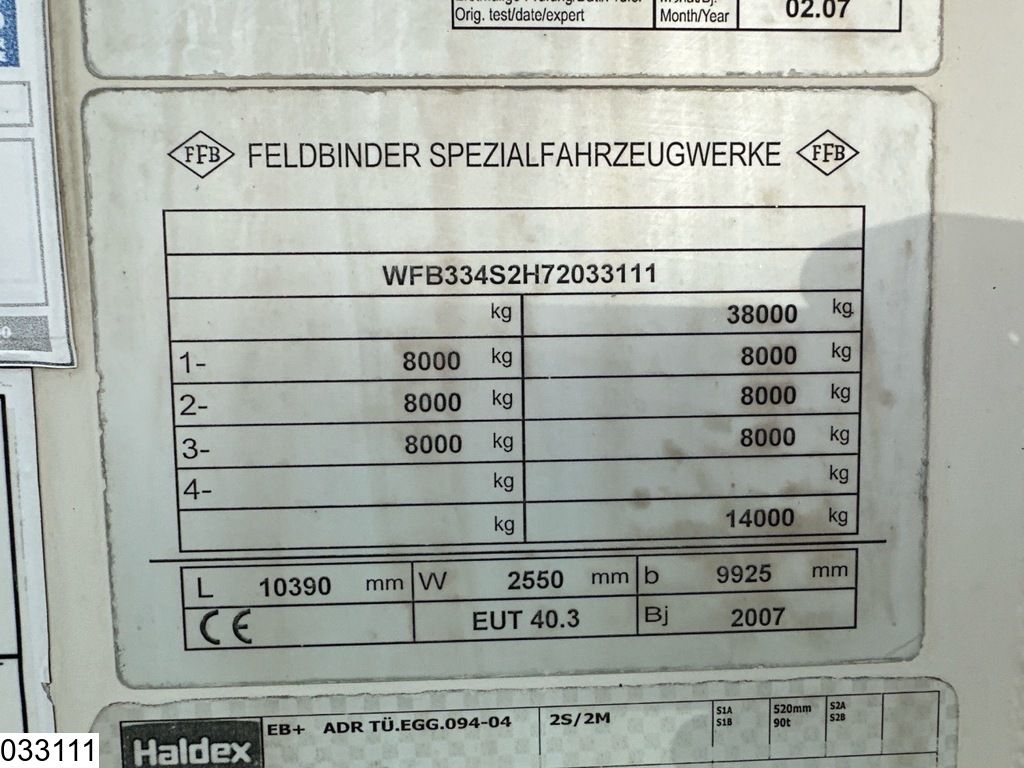 Orig. test/date/expert Month/Year 02.07
FFB FELDBINDER SPEZIALFAHRZEUGWERKE FFB
WFB334S2H72033111
kg 38000 kg
1- 8000 kg 8000 kg
2- 8000 kg 8000 kg
3- 8000 kg 8000 kg
4- kg kg
kg 14000 kg
L 10390 mm W 2550 mm b 9925 mm
CE EUT 40.3 Bj 2007
Haldex EB+ ADR TÜ.EGG.094-04 2S/2M S1A 520mm S2A
S1B 90t S2B
033111